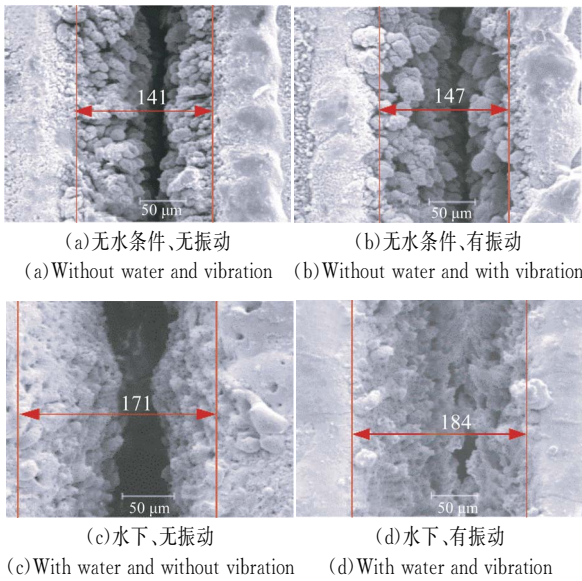 141
50 μm
147
50 μm
(a)无水条件、无振动
(b)无水条件、有振动
(a)Without water and vibration
(b)Without water and with vibration
171
50 μm
184
50 μm
(c)水下、无振动
(d)水下、有振动
(c)With water and without vibration
(d)With water and vibration